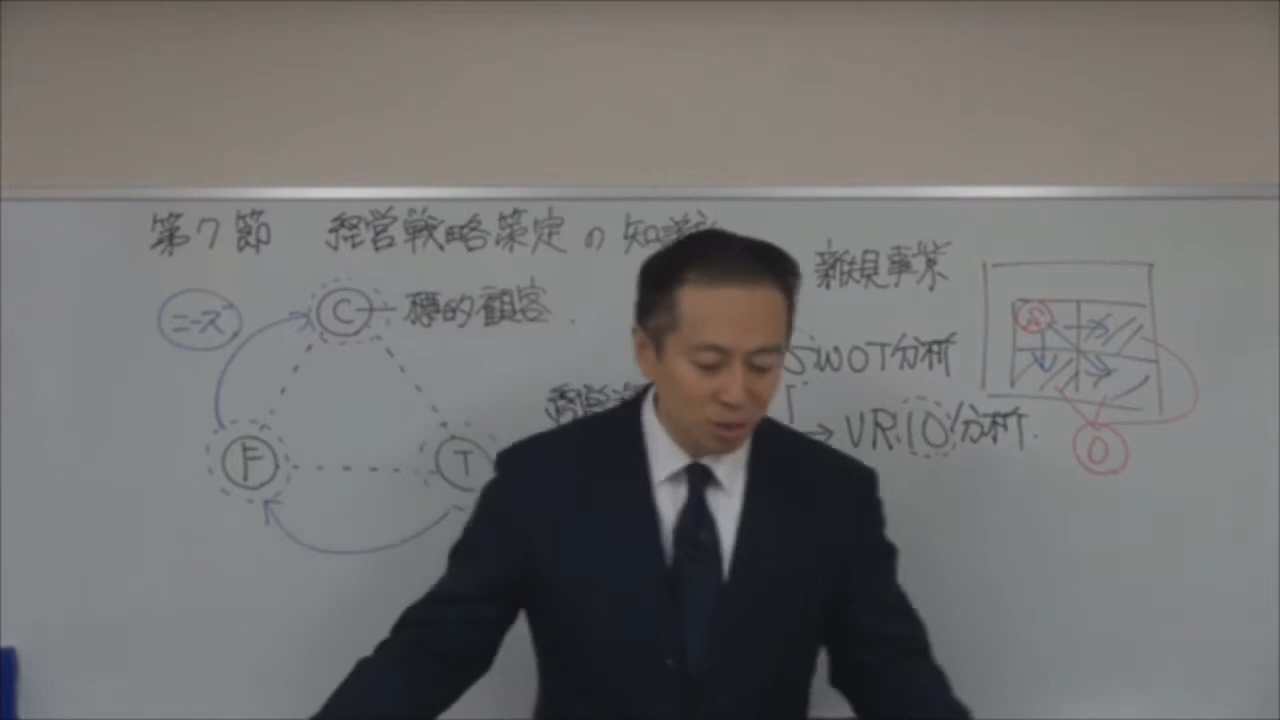 第7節 経営戦略策定の知識
新規事業
ニーズ
C
標的顧客
S
SWOT分析
VRIO分析
F
T
O